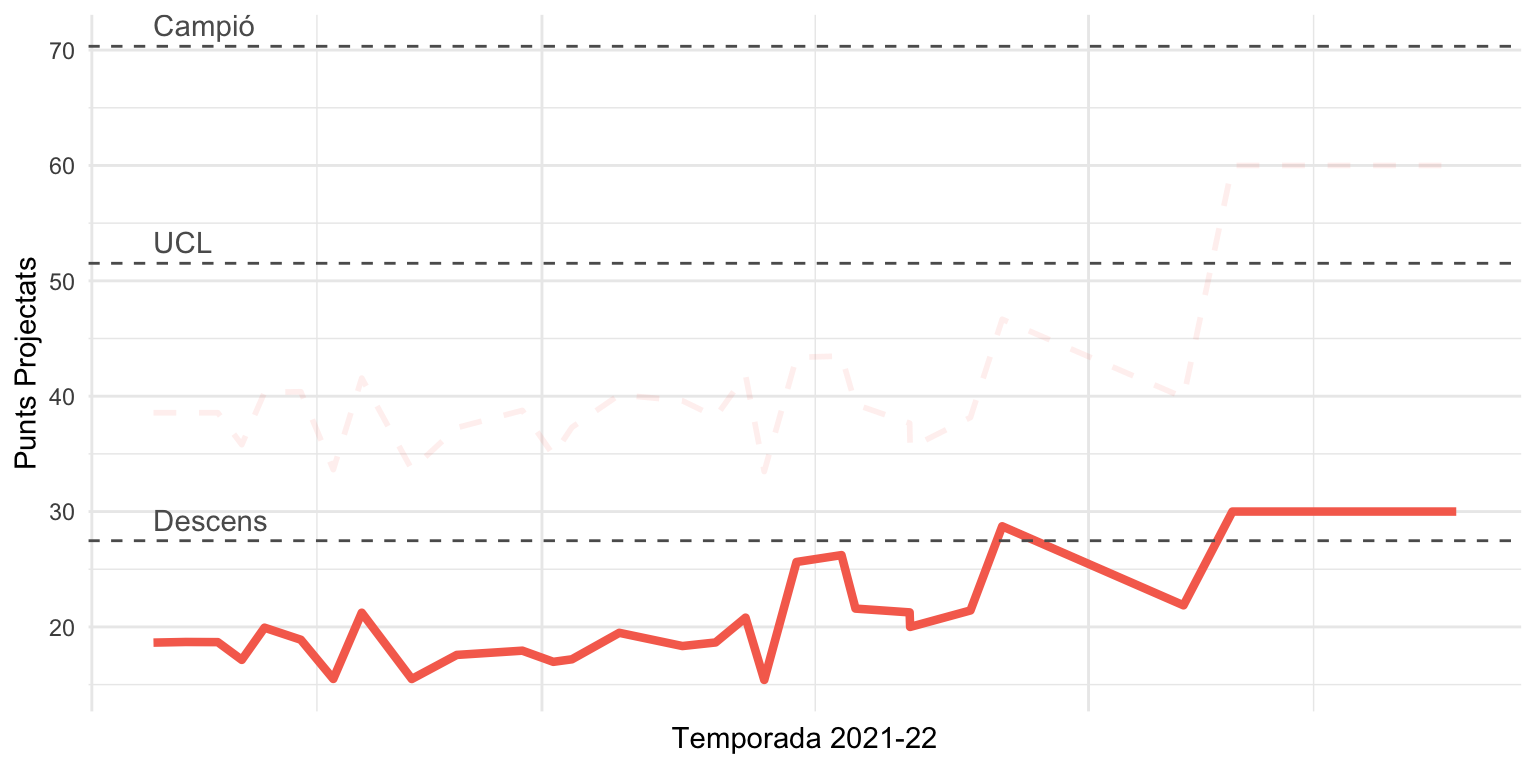 Campió
70
60
UCL
50
40
30
Descens
20
Punts Projectats
Temporada 2021-22